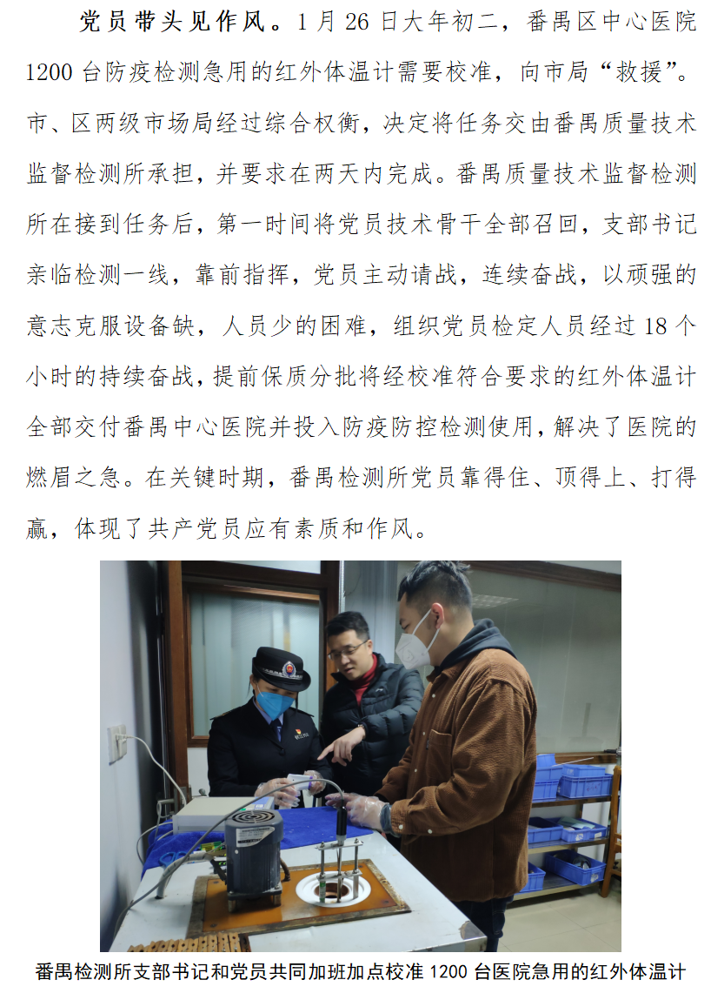 党员带头见作风。1月26日大年初二，番禺区中心医院
1200台防疫检测急用的红外体温计需要校准，向市局“救援”。
市、区两级市场局经过综合权衡，决定将任务交由番禺质量技术
监督检测所承担，并要求在两天内完成。番禺质量技术监督检测
所在接到任务后，第一时间将党员技术骨干全部召回，支部书记
亲临检测一线，靠前指挥，党员主动请战，连续奋战，以顽强的
意志克服设备缺，人员少的困难，组织党员检定人员经过18个
小时的持续奋战，提前保质分批将经校准符合要求的红外体温计
全部交付番禺中心医院并投入防疫防控检测使用，解决了医院的
燃眉之急。在关键时期，番禺检测所党员靠得住、顶得上、打得
赢，体现了共产党员应有素质和作风。
番禺检测所支部书记和党员共同加班加点校准1200台医院急用的红外体温计